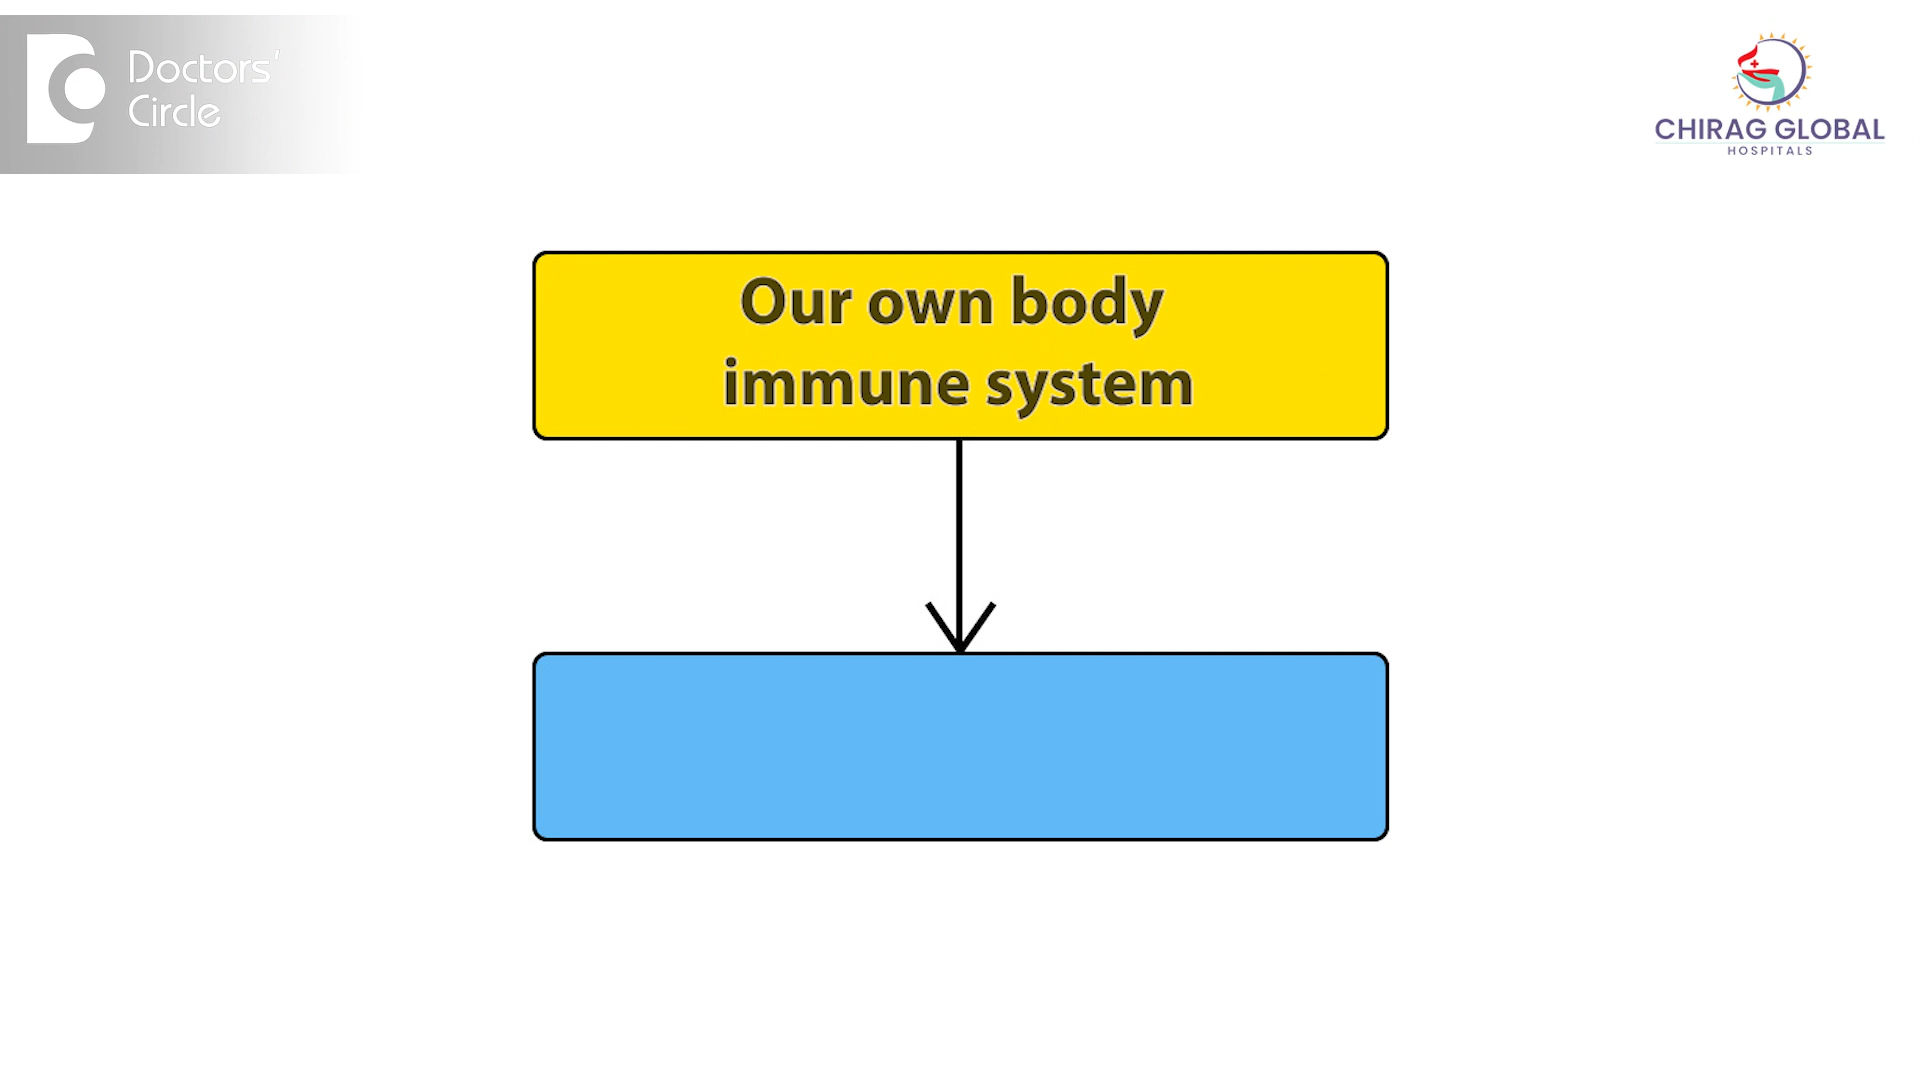 Doctors'
Circle
CHIRAG GLOBAL
HOSPITALS
Our own body
immune system